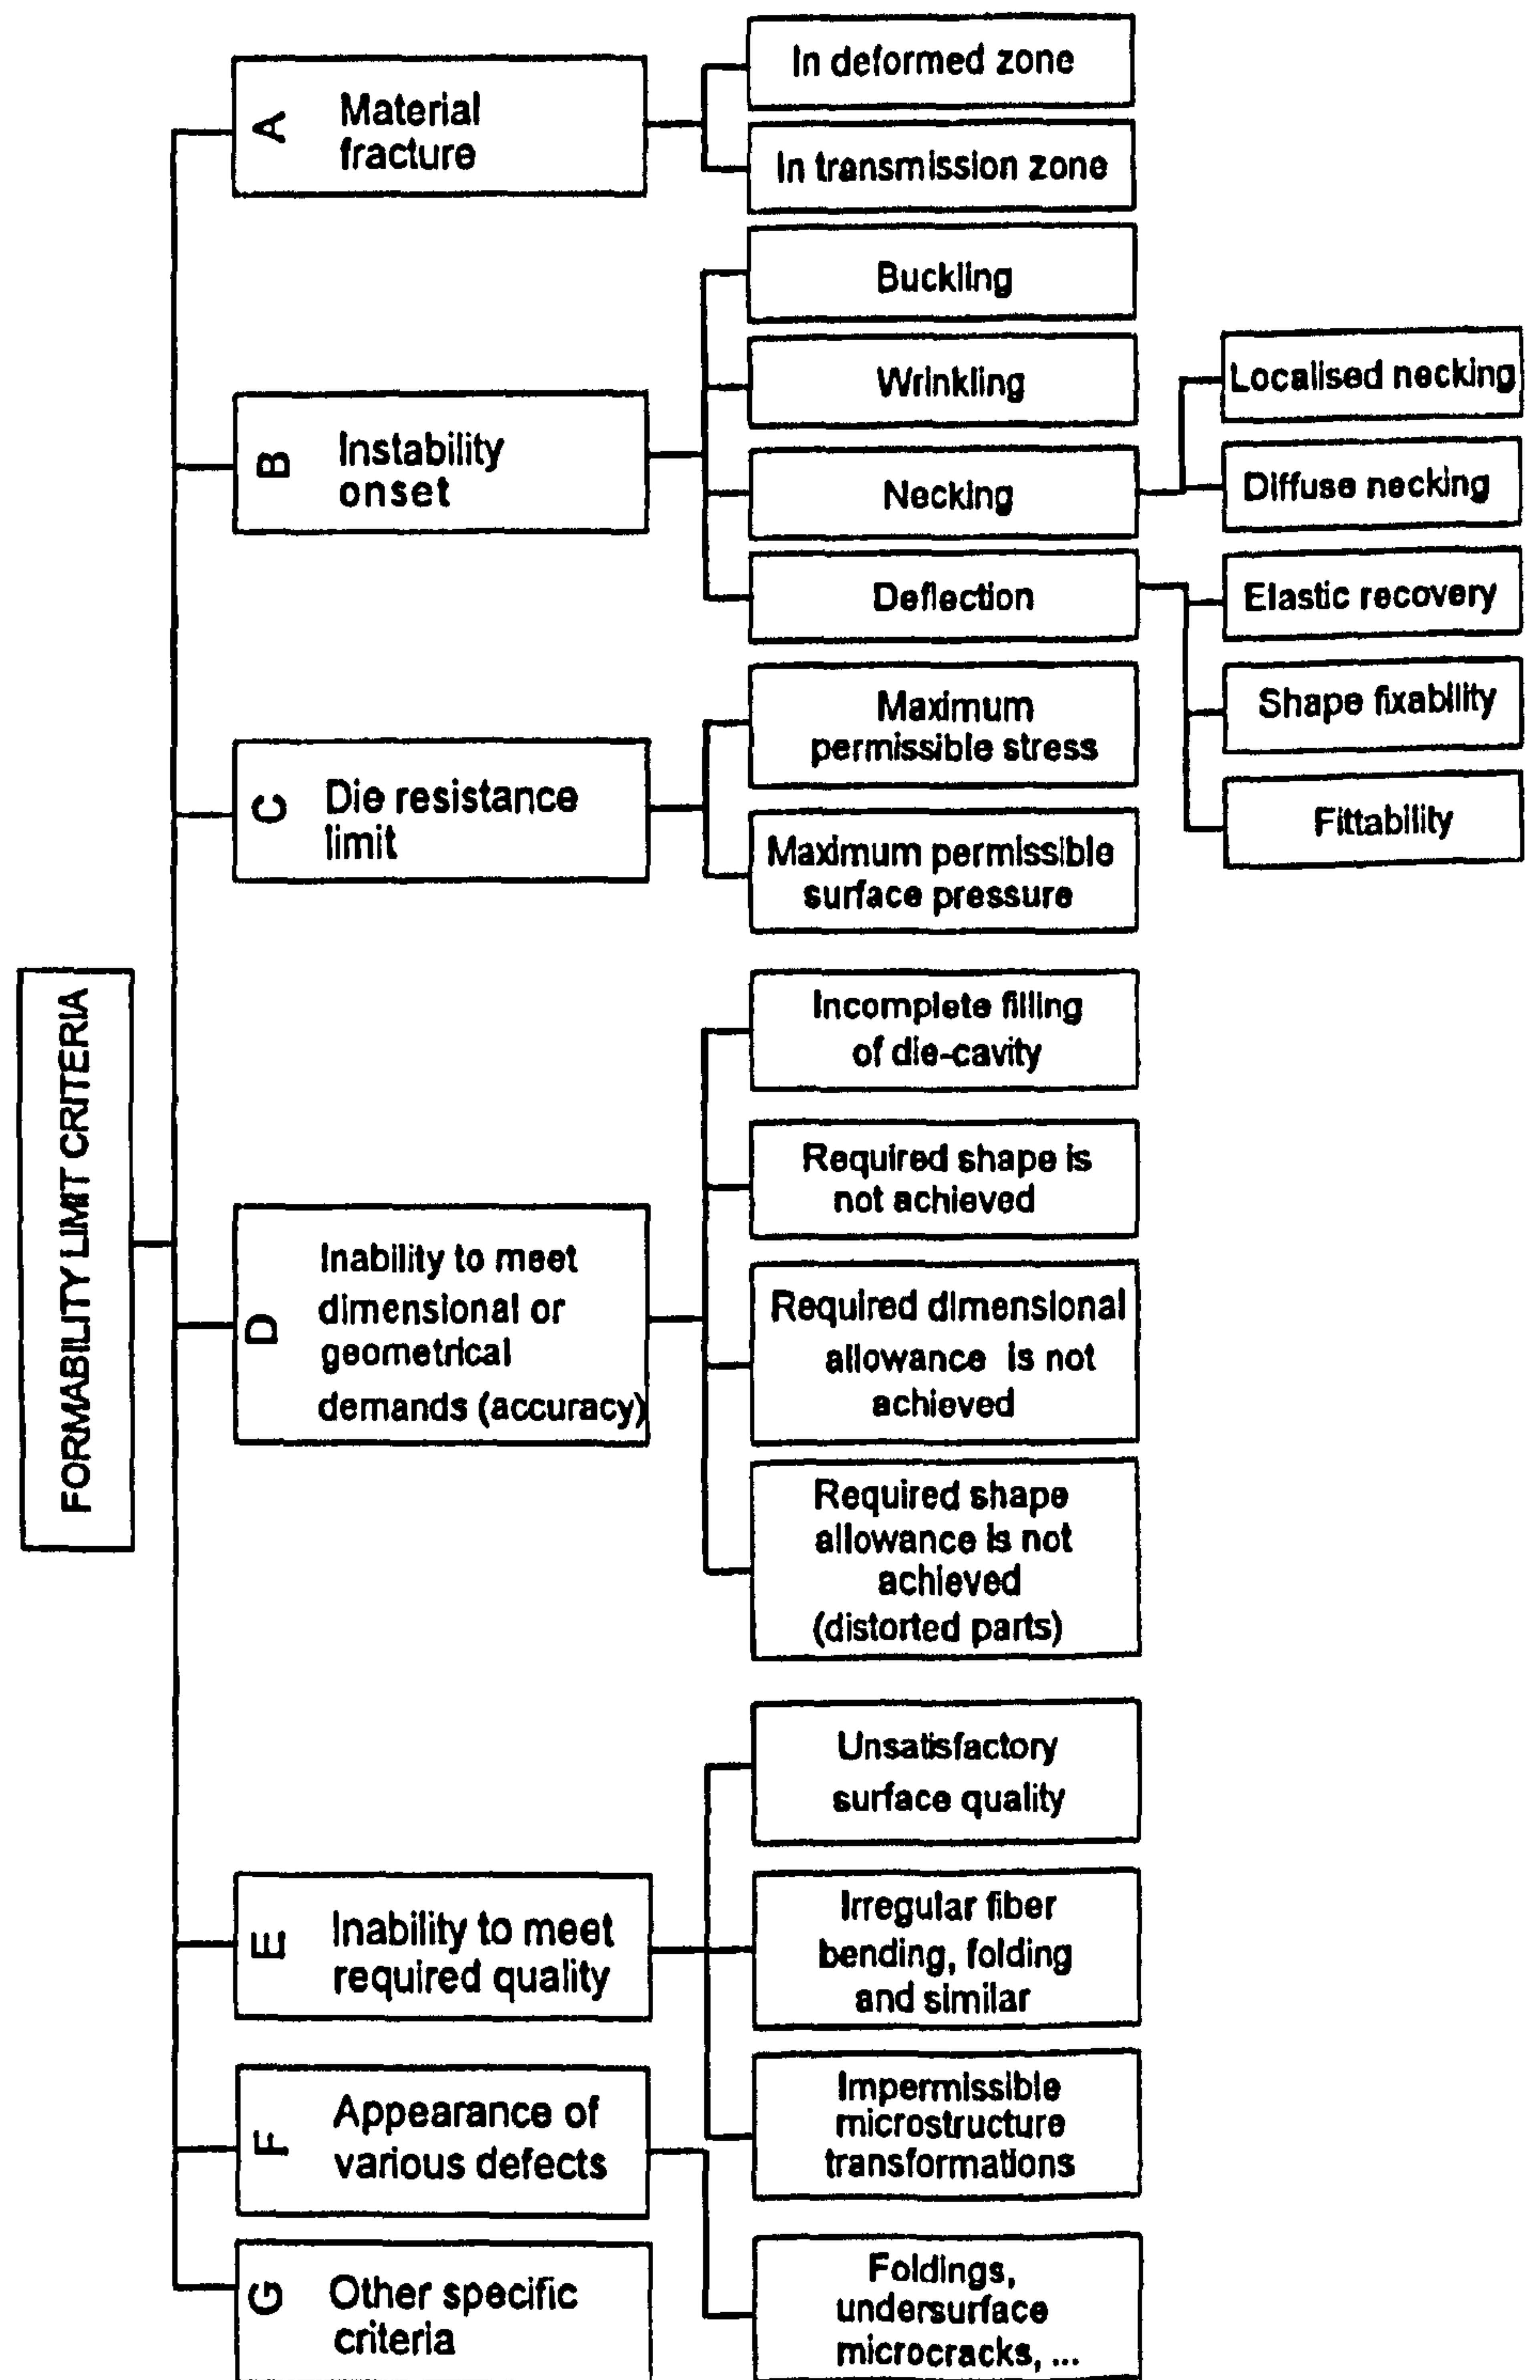 FORMABILITY LIMIT CRITERIA
A
Material
fracture
In deformed zone
In transmission zone
B
Instability
onset
Buckling
Wrinkling
Necking
Localised necking
Diffuse necking
Deflection
Elastic recovery
Shape fixability
Fittability
C
Die resistance
limit
Maximum
permissible stress
Maximum permissible
surface pressure
D
Inability to meet
dimensional or
geometrical
demands (accuracy)
Incomplete filling
of die-cavity
Required shape is
not achieved
Required dimensional
allowance is not
achieved
Required shape
allowance is not
achieved
(distorted parts)
E
Inability to meet
required quality
Unsatisfactory
surface quality
Irregular fiber
bending, folding
and similar
Impermissible
microstructure
transformations
F
Appearance of
various defects
Foldings,
undersurface
microcracks, ...
G
Other specific
criteria